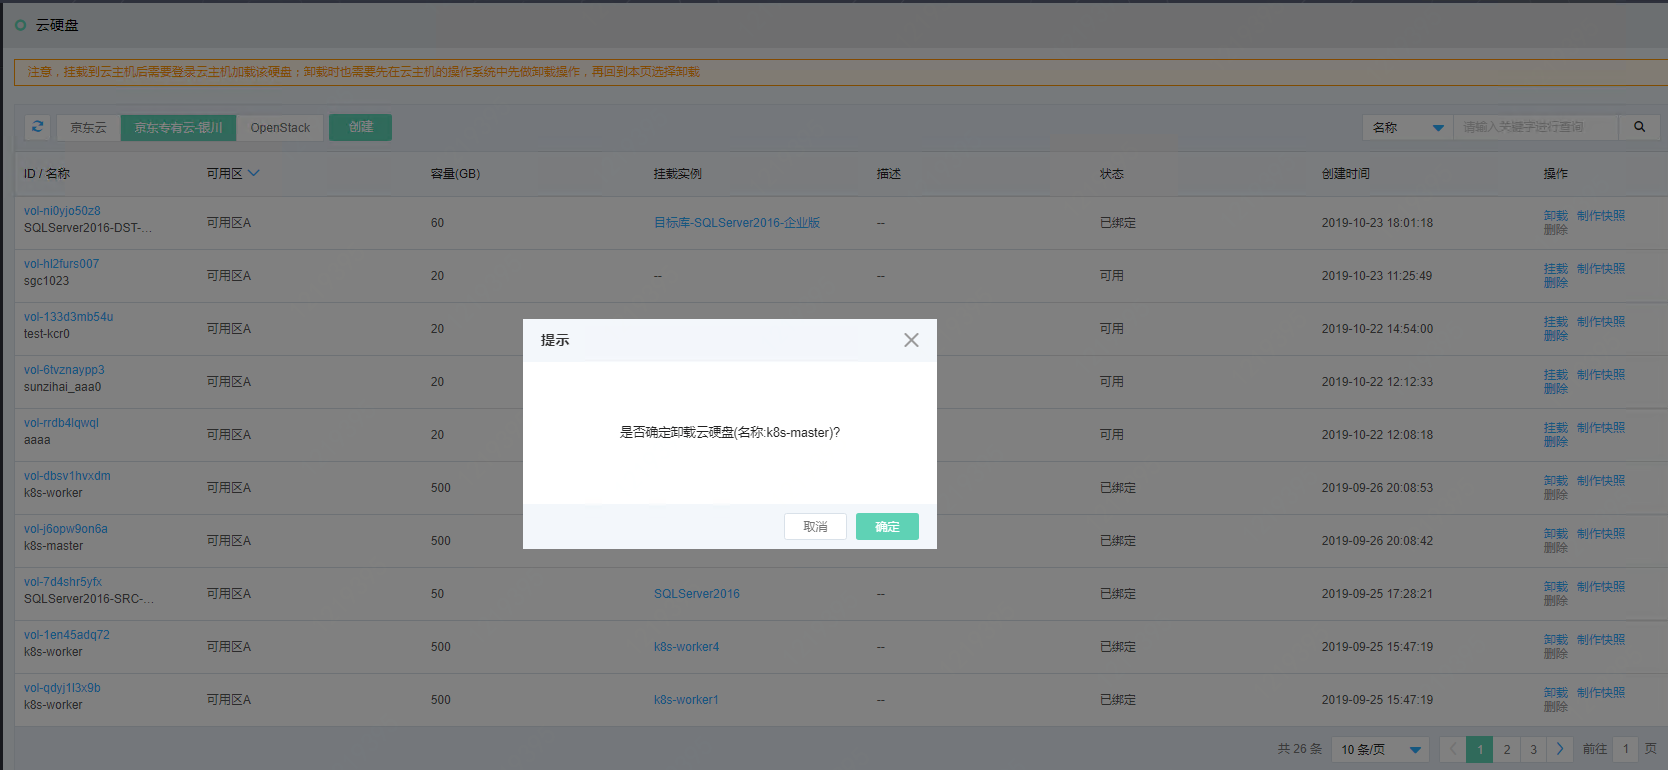 云硬盘
注意，挂载到云主机后需要登录云主机加载该硬盘；卸载时也需要先在云主机的操作系统中先做卸载操作，再回到本页选择卸载
京东云 京东专有云-银川 OpenStack 创建 名称 请输入关键字进行查询
ID / 名称 可用区 容量(GB) 挂载实例 描述 状态 创建时间 操作
vol-ni0yjo50z8
SQLServer2016-DST-...
可用区A 60 目标库-SQLServer2016-企业版 -- 已绑定 2019-10-23 18:01:18 卸载 制作快照
删除
vol-hl2furs007
sgc1023
可用区A 20 -- -- 可用 2019-10-23 11:25:49 挂载 制作快照
删除
vol-133d3mb54u
test-kcr0
可用区A 20 可用 2019-10-22 14:54:00 挂载 制作快照
删除
vol-6tvznaypp3
sunzihai_aaa0
可用区A 20 可用 2019-10-22 12:12:33 挂载 制作快照
删除
vol-rrdb4lqwql
aaaa
可用区A 20 可用 2019-10-22 12:08:18 挂载 制作快照
删除
vol-dbsv1hvxdm
k8s-worker
可用区A 500 已绑定 2019-09-26 20:08:53 卸载 制作快照
删除
vol-j6opw9on6a
k8s-master
可用区A 500 已绑定 2019-09-26 20:08:42 卸载 制作快照
删除
vol-7d4shr5yfx
SQLServer2016-SRC-...
可用区A 50 SQLServer2016 -- 已绑定 2019-09-25 17:28:21 卸载 制作快照
删除
vol-1en45adq72
k8s-worker
可用区A 500 k8s-worker4 -- 已绑定 2019-09-25 15:47:19 卸载 制作快照
删除
vol-qdyj1l3x9b
k8s-worker
可用区A 500 k8s-worker1 -- 已绑定 2019-09-25 15:47:19 卸载 制作快照
删除
共 26 条 10 条/页 1 2 3 前往 1 页
提示
是否确定卸载云硬盘(名称:k8s-master)?
取消 确定